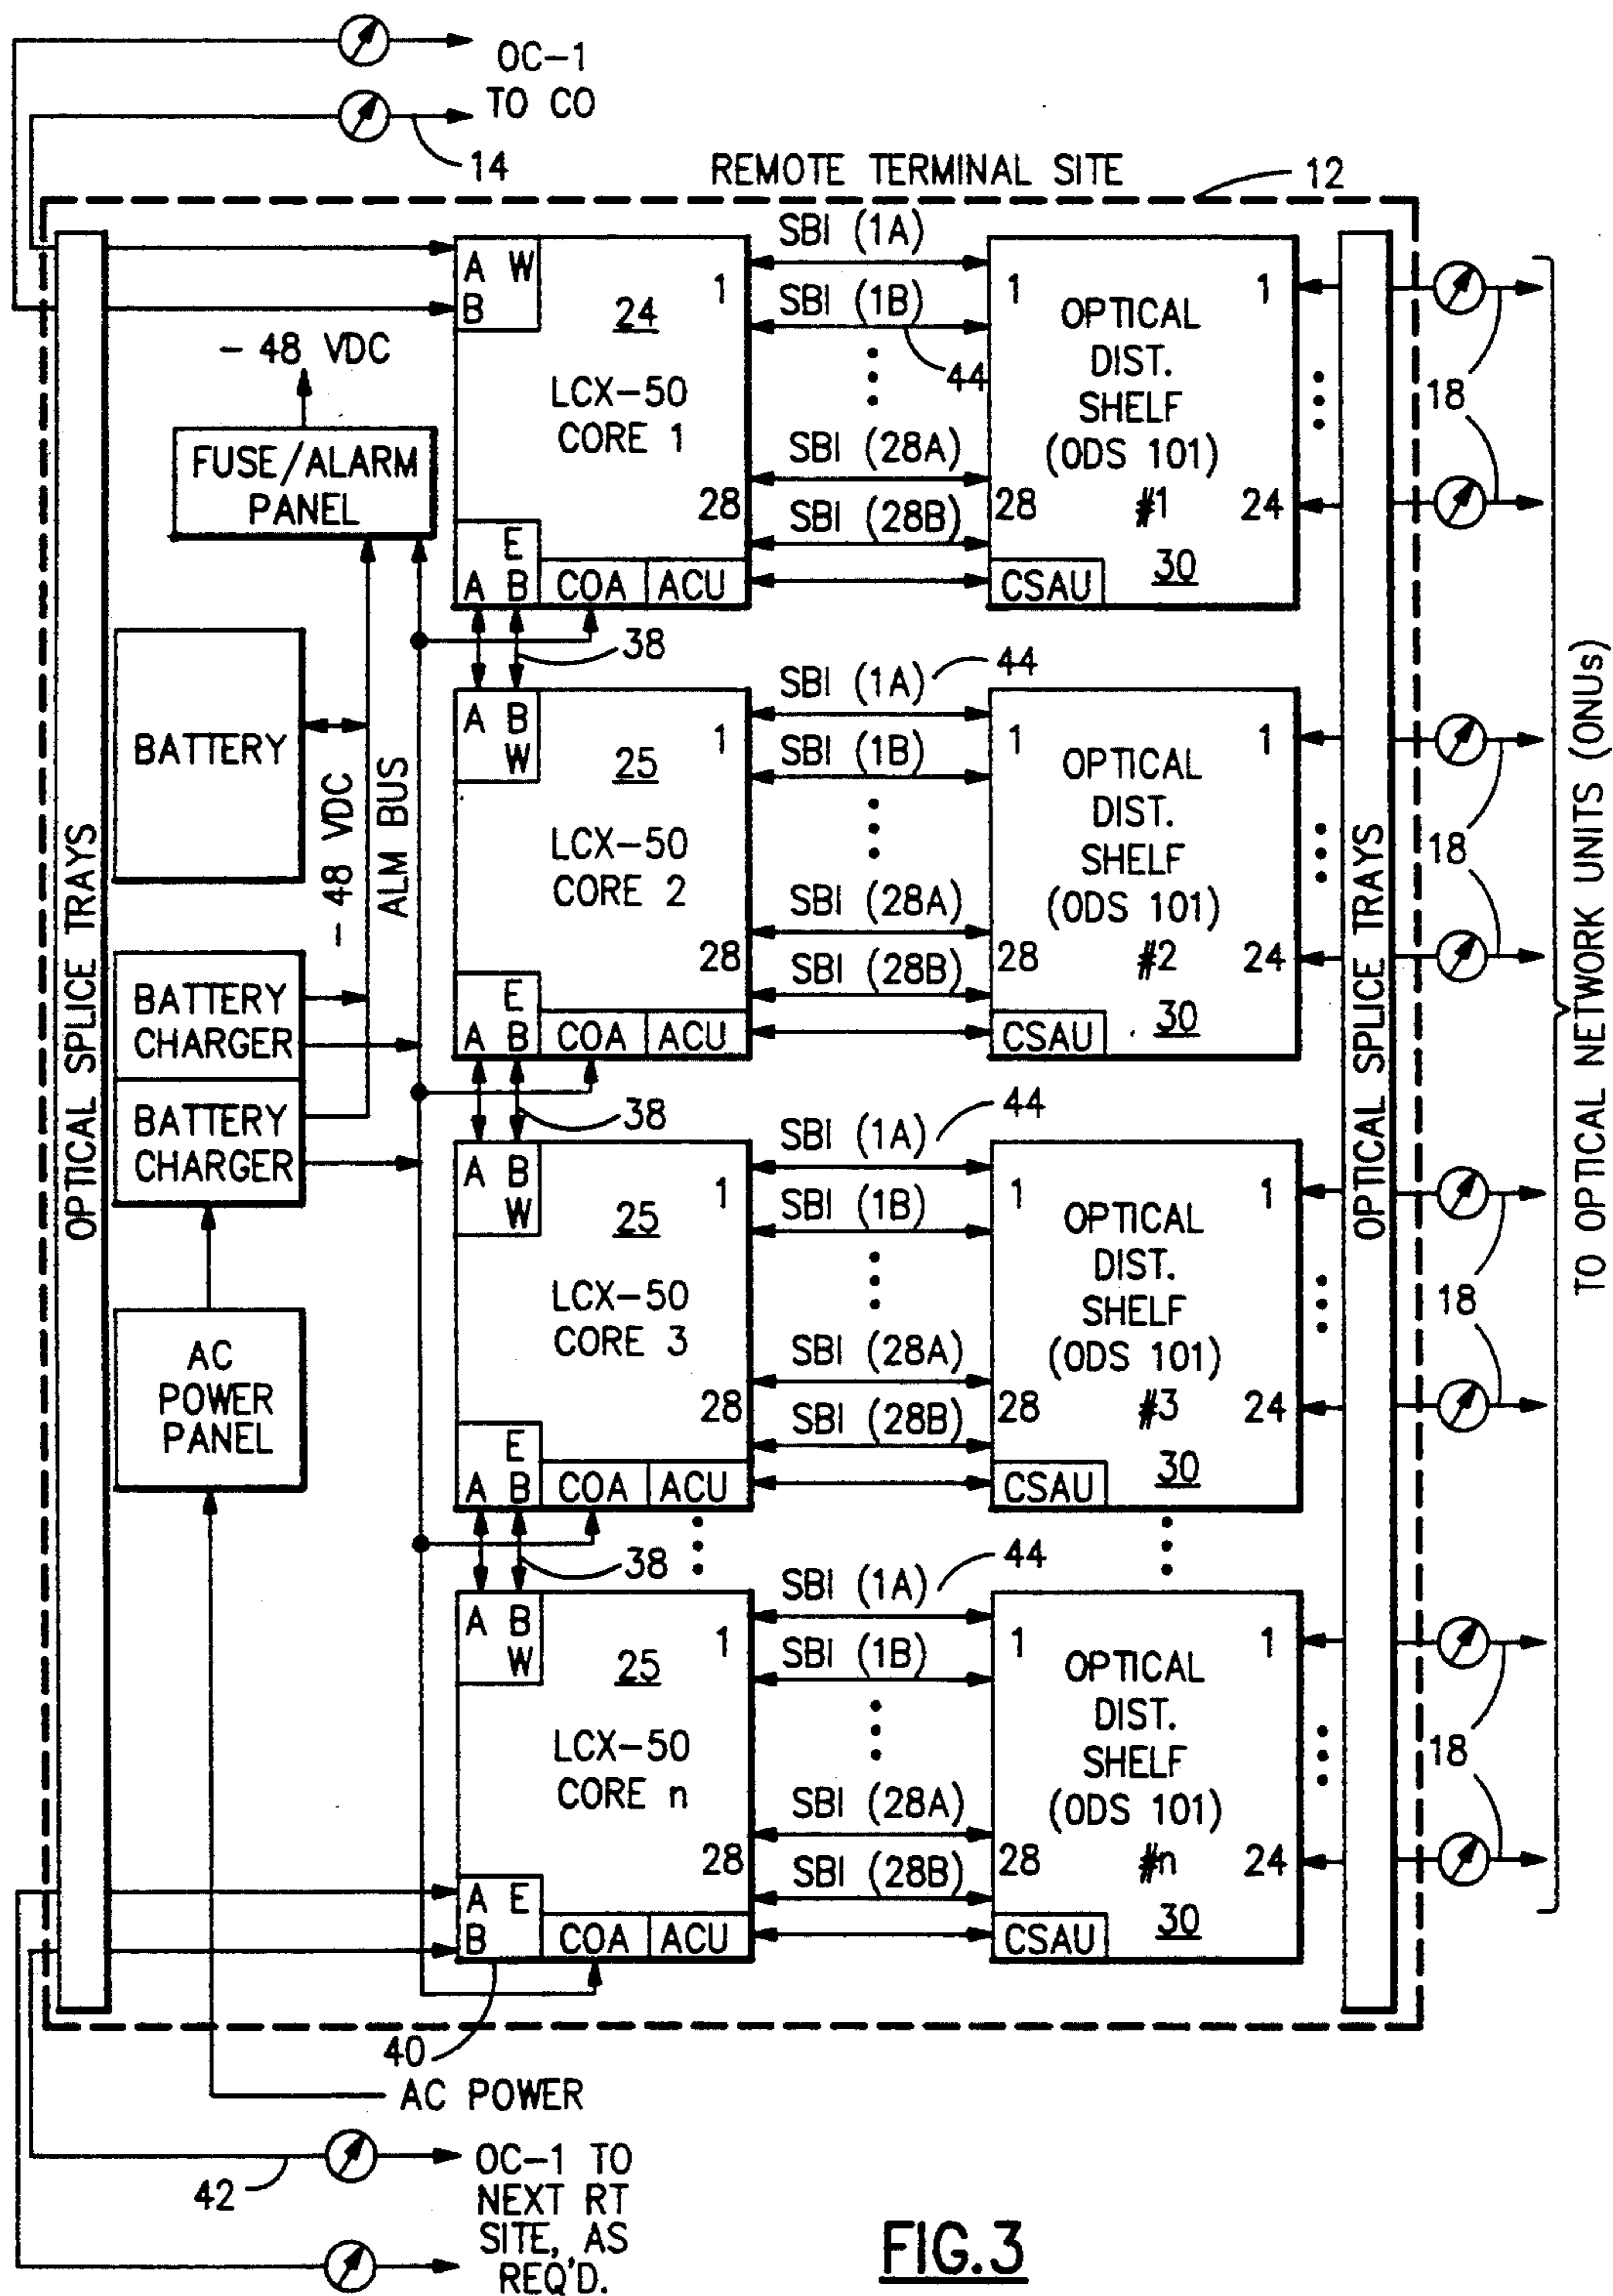 OC-1
TO CO
14
REMOTE TERMINAL SITE
12
OPTICAL SPLICE TRAYS
- 48 VDC
FUSE/ALARM
PANEL
BATTERY
- 48 VDC
ALM BUS
BATTERY
CHARGER
BATTERY
CHARGER
AC
POWER
PANEL
A W
B
24
1
LCX-50
CORE 1
28
E
A B
COA
ACU
SBI (1A)
SBI (1B)
44
SBI (28A)
SBI (28B)
1
OPTICAL
DIST.
SHELF
(ODS 101)
#1
1
28
24
CSAU
30
18
38
A B
W
25
1
LCX-50
CORE 2
28
E
A B
COA
ACU
SBI (1A)
44
SBI (1B)
SBI (28A)
SBI (28B)
1
OPTICAL
DIST.
SHELF
(ODS 101)
#2
1
28
24
CSAU
30
18
38
A B
W
25
1
LCX-50
CORE 3
28
E
A B
COA
ACU
SBI (1A)
44
SBI (1B)
SBI (28A)
SBI (28B)
1
OPTICAL
DIST.
SHELF
(ODS 101)
#3
1
28
24
CSAU
30
18
38
A B
W
25
1
LCX-50
CORE n
28
A E
B
COA
ACU
SBI (1A)
44
SBI (1B)
SBI (28A)
SBI (28B)
1
OPTICAL
DIST.
SHELF
(ODS 101)
#n
1
28
24
CSAU
30
18
OPTICAL SPLICE TRAYS
TO OPTICAL NETWORK UNITS (ONUs)
40
AC POWER
42
OC-1 TO
NEXT RT
SITE, AS
REQ'D.
FIG.3